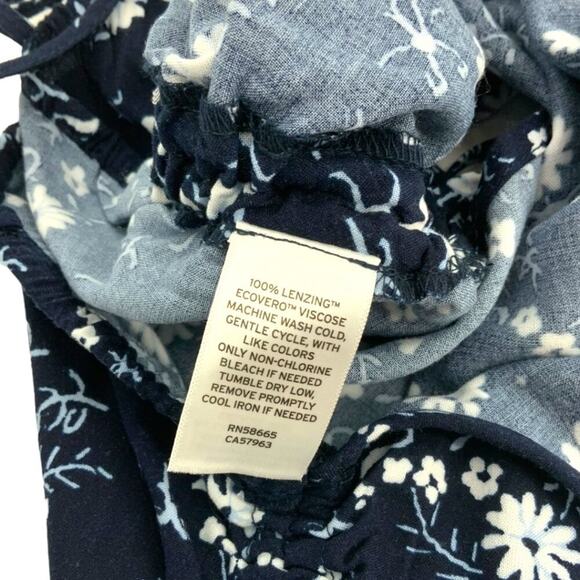 100% LENZING™
ECOVERO™ VISCOSE
MACHINE WASH COLD,
GENTLE CYCLE, WITH
LIKE COLORS
ONLY NON-CHLORINE
BLEACH IF NEEDED
TUMBLE DRY LOW,
REMOVE PROMPTLY
COOL IRON IF NEEDED
RN58665
CA57963